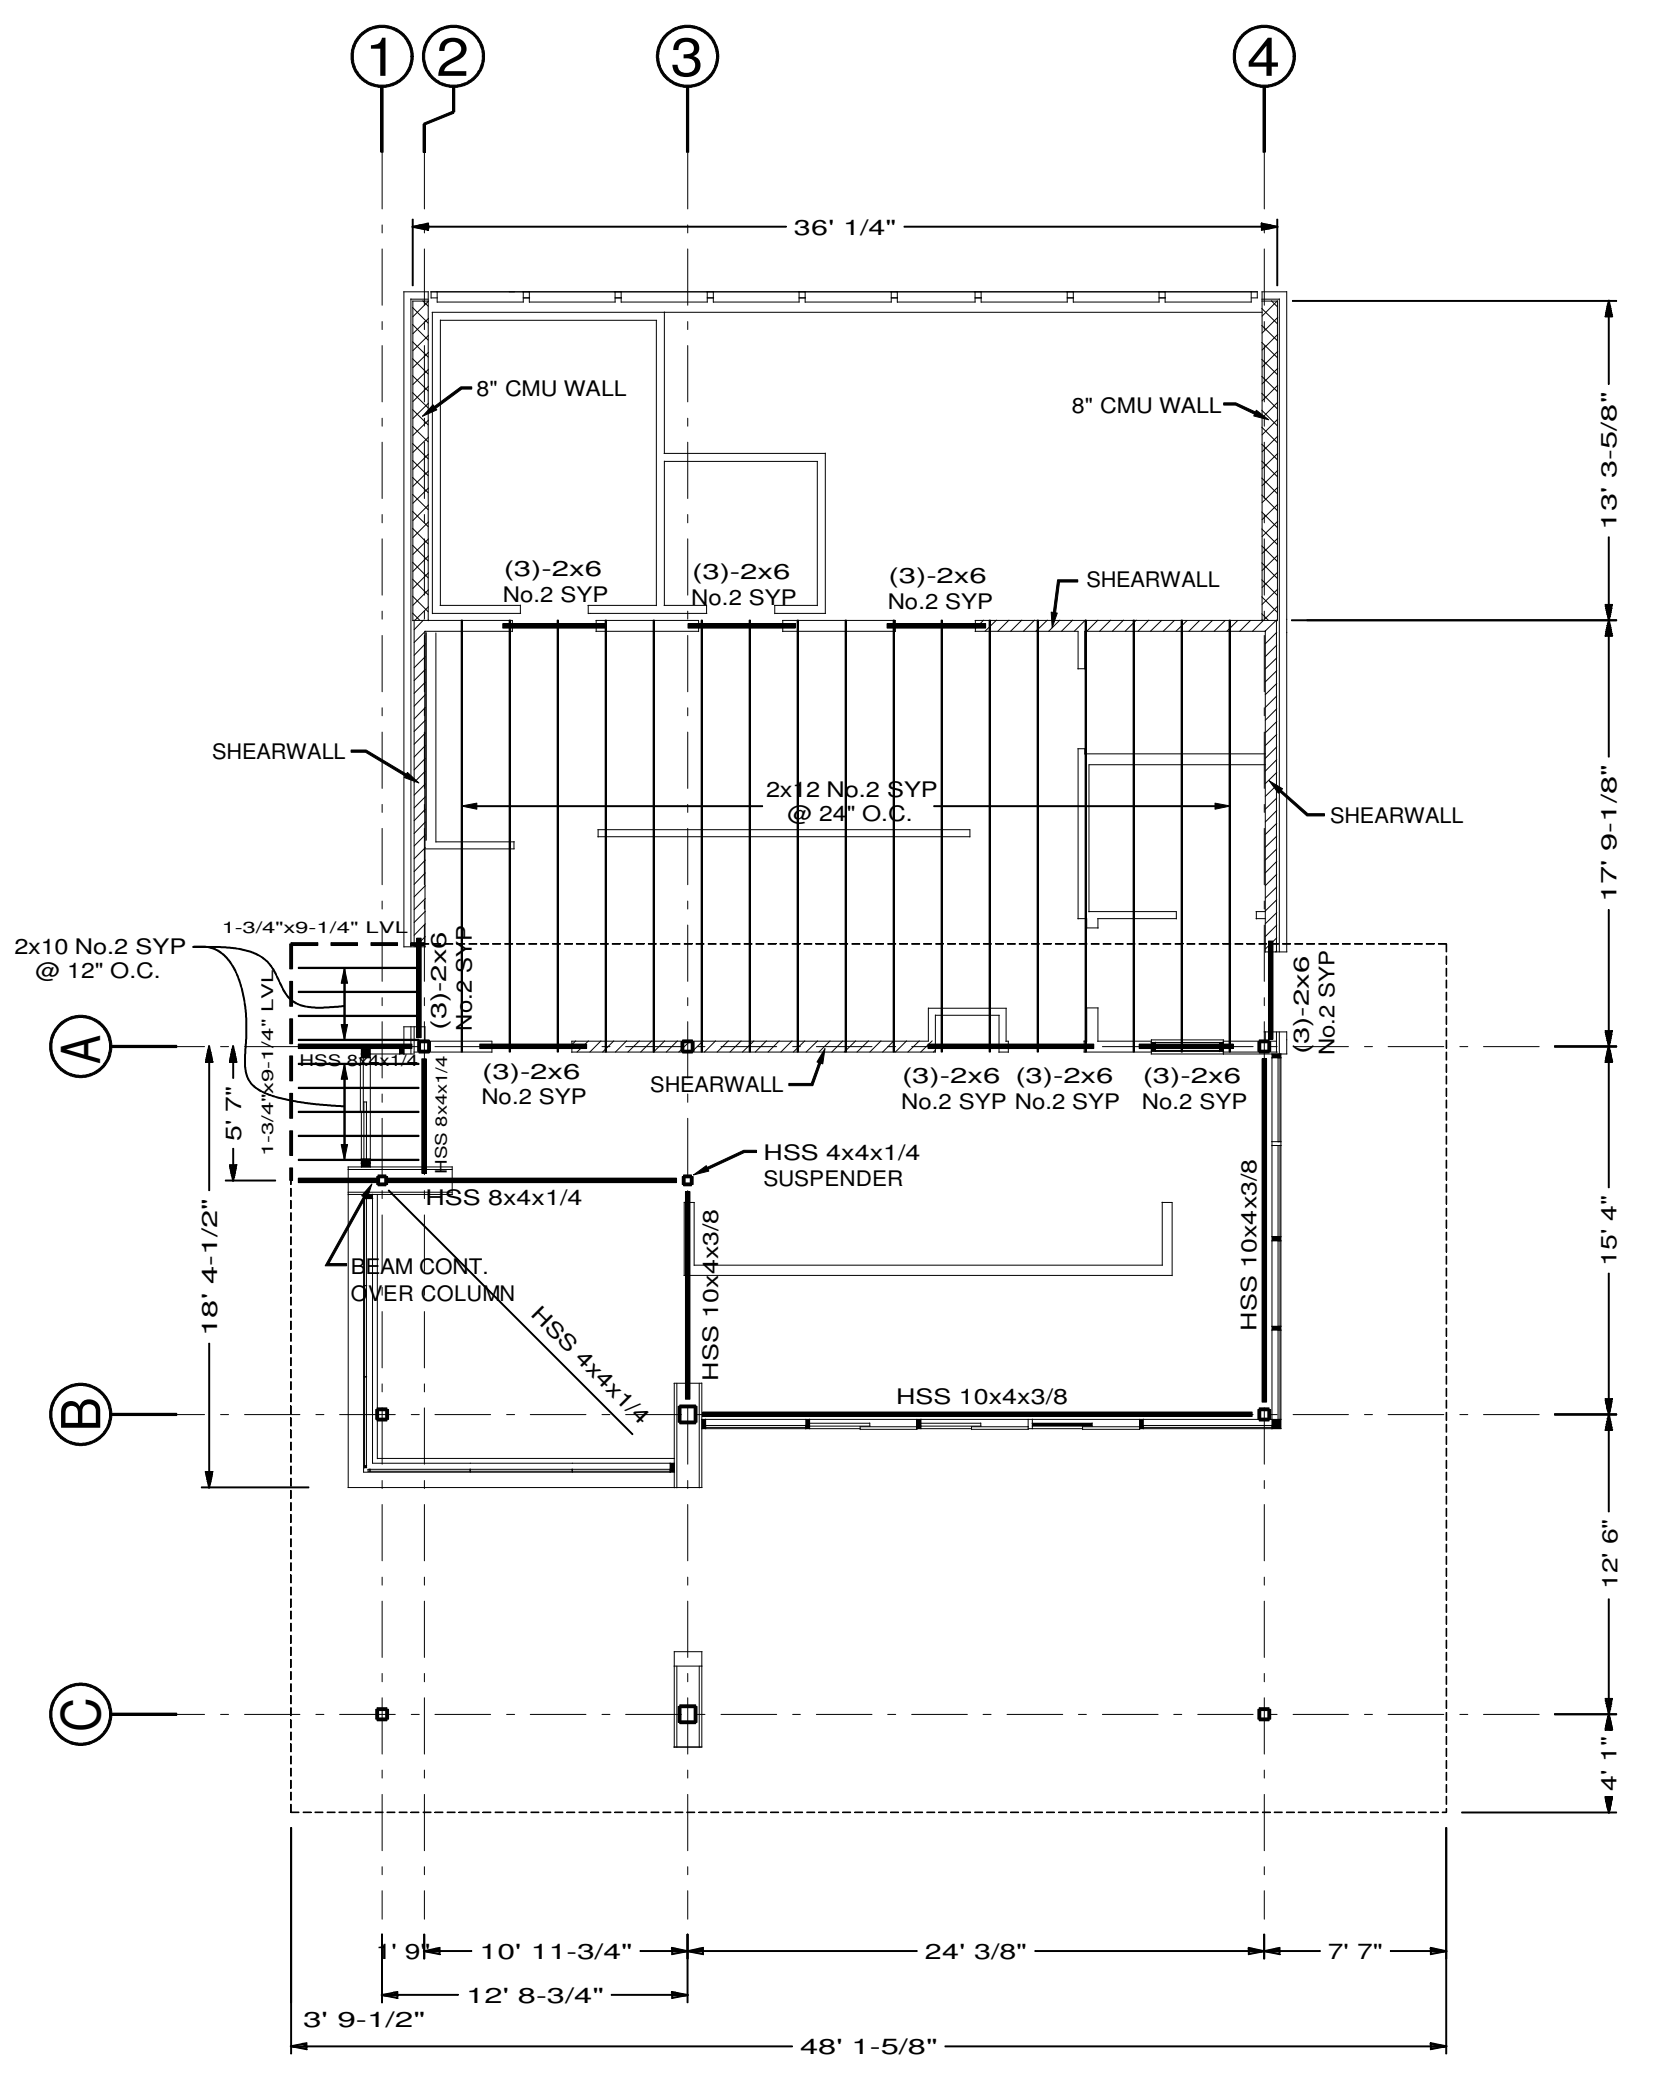 1 2 3 4
36' 1/4"
8" CMU WALL
8" CMU WALL
13' 3-5/8"
(3)-2x6
No.2 SYP
(3)-2x6
No.2 SYP
(3)-2x6
No.2 SYP
SHEARWALL
SHEARWALL
2x12 No.2 SYP
@ 24" O.C.
SHEARWALL
17' 9-1/8"
1-3/4"x9-1/4" LVL
2x10 No.2 SYP
@ 12" O.C.
1-3/4"x9-1/4" LVL
(3)-2x6
No.2 SYP
(3)-2x6
No.2 SYP
A
HSS 8x4x1/4
HSS 8x4x1/4
(3)-2x6
No.2 SYP
SHEARWALL
(3)-2x6
No.2 SYP
(3)-2x6
No.2 SYP
(3)-2x6
No.2 SYP
5' 7"
HSS 4x4x1/4
SUSPENDER
HSS 8x4x1/4
18' 4-1/2"
BEAM CONT.
OVER COLUMN
HSS 4x4x1/4
HSS 10x4x3/8
HSS 10x4x3/8
15' 4"
HSS 10x4x3/8
B
12' 6"
C
4' 1"
1' 9"
10' 11-3/4"
24' 3/8"
7' 7"
12' 8-3/4"
3' 9-1/2"
48' 1-5/8"